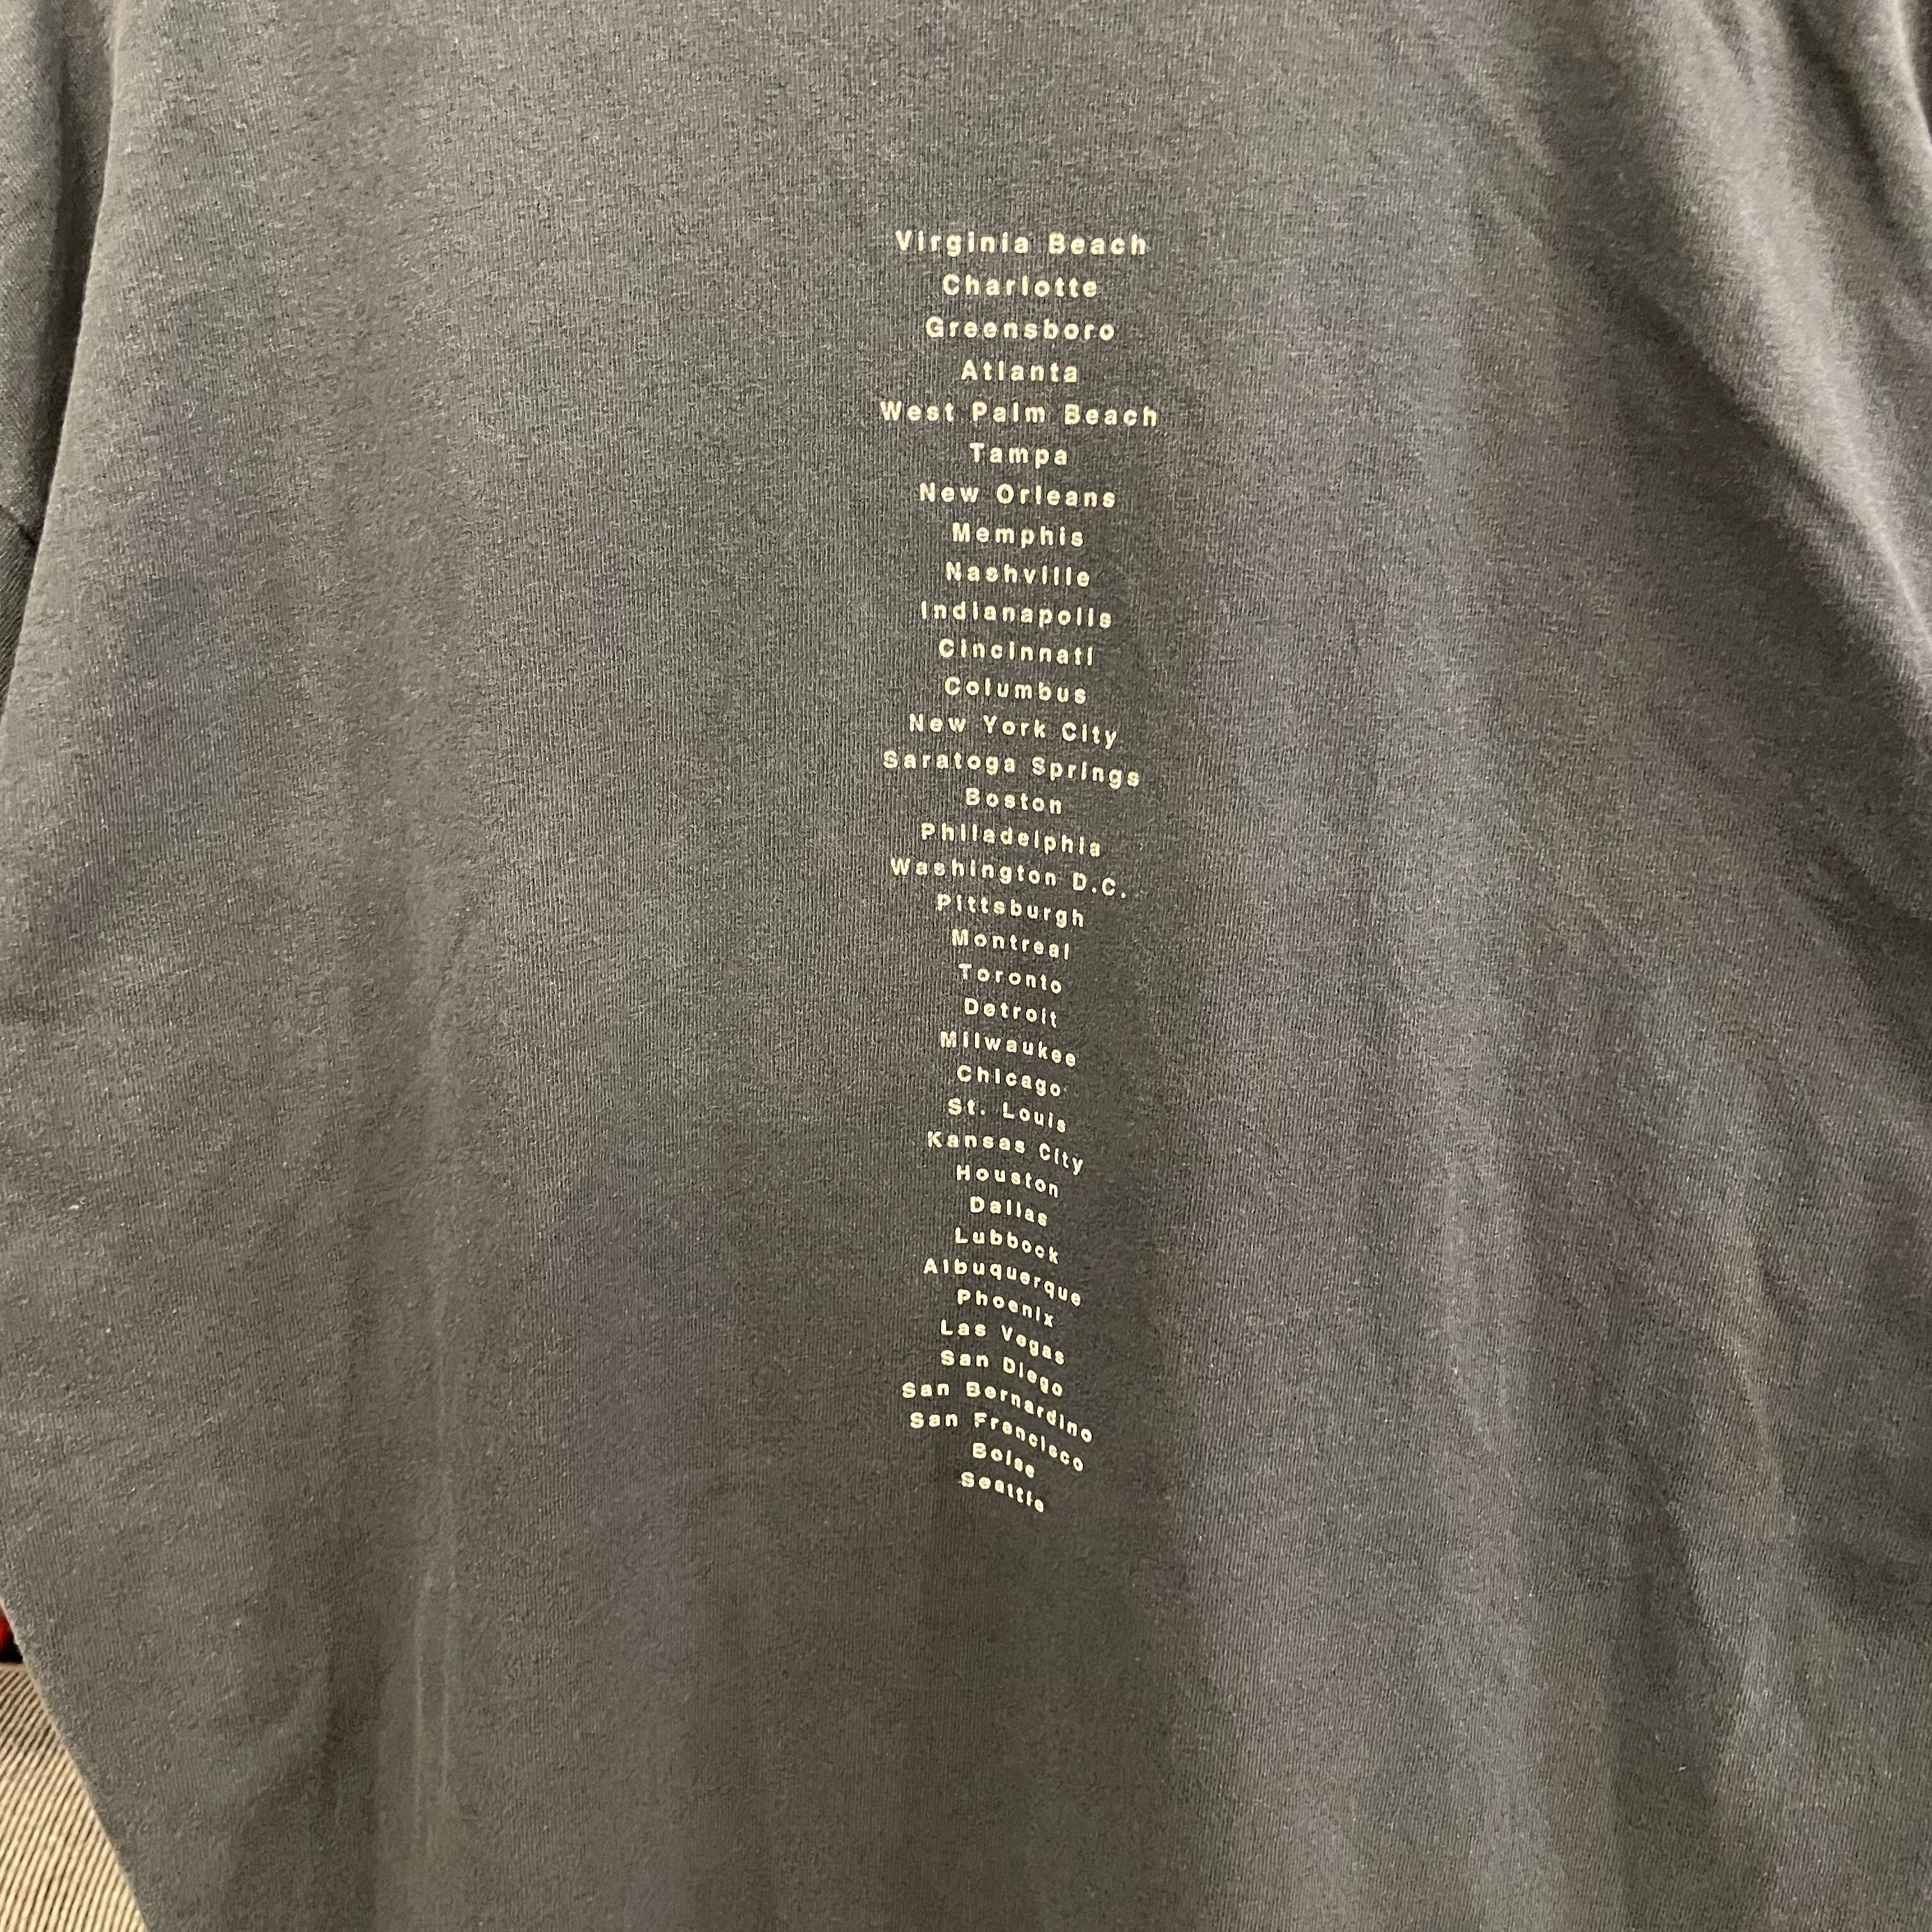 Virginia Beach
Charlotte
Greensboro
Atlanta
West Palm Beach
Tampa
New Orleans
Memphis
Nashville
Indianapolis
Cincinnati
Columbus
New York City
Saratoga Springs
Boston
Philadelphia
Washington D.C.
Pittsburgh
Montreal
Toronto
Detroit
Milwaukee
Chicago
St. Louis
Kansas City
Houston
Dallas
Lubbock
Albuquerque
Phoenix
Las Vegas
San Diego
San Bernardino
San Francisco
Boise
Seattle